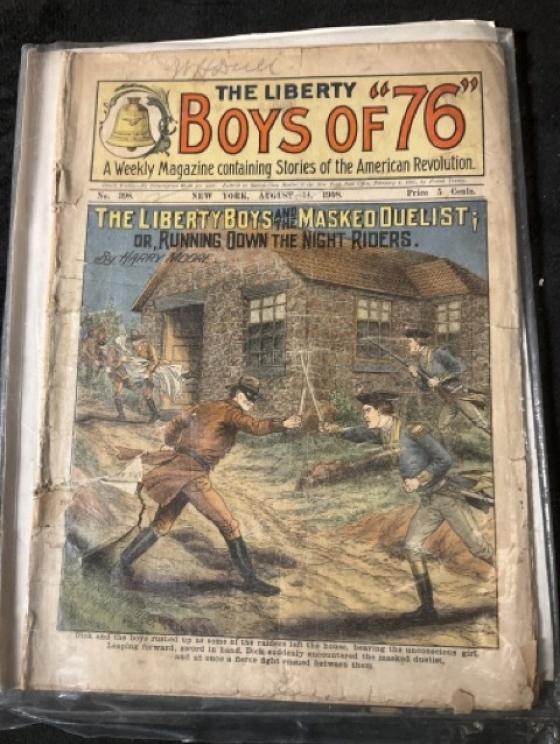 THE LIBERTY
BOYS OF "76"
A Weekly Magazine containing Stories of the American Revolution.
No. 398. NEW YORK, AUGUST 14, 1908. Price 5 Cents.
THE LIBERTY BOYS AND THE MASKED DUELIST;
OR, RUNNING DOWN THE NIGHT RIDERS.
By HARRY MOORE.
Dick and the boys rushed up as some of the raiders left the house, bearing the unconscious girl.
Leaping forward, sword in hand, Dick suddenly encountered the masked duelist,
and at once a fierce fight ensued between them.